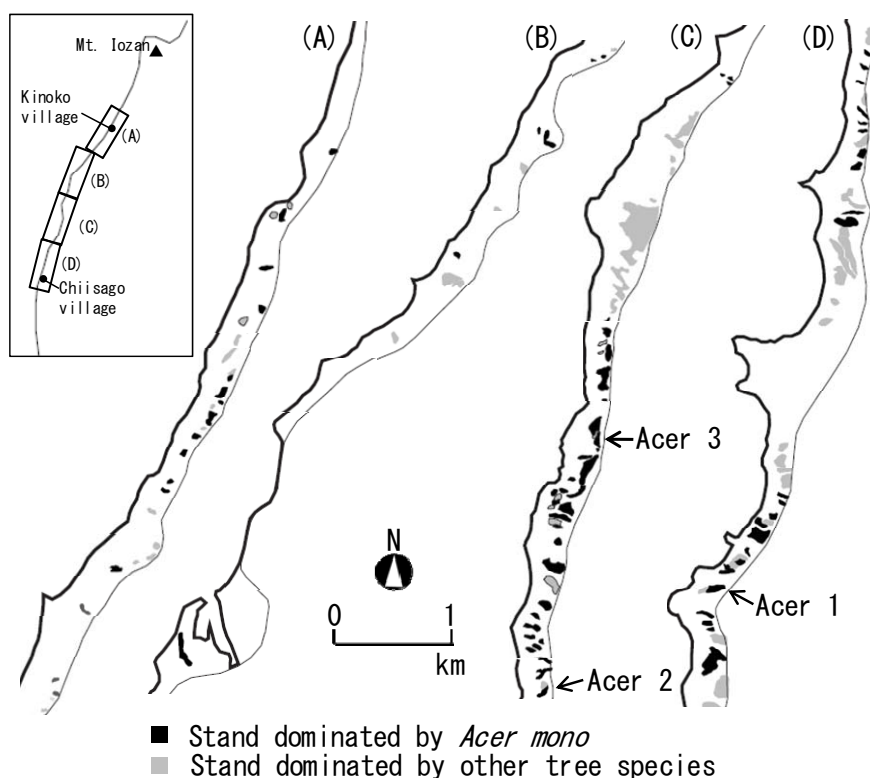 Mt. Iozan
Kinoko
village
(A)
(B)
(C)
(D)
Chiisago
village
(A)
(B)
(C)
(D)
Acer 3
N
0 1
km
Acer 1
Acer 2
Stand dominated by Acer mono
Stand dominated by other tree species